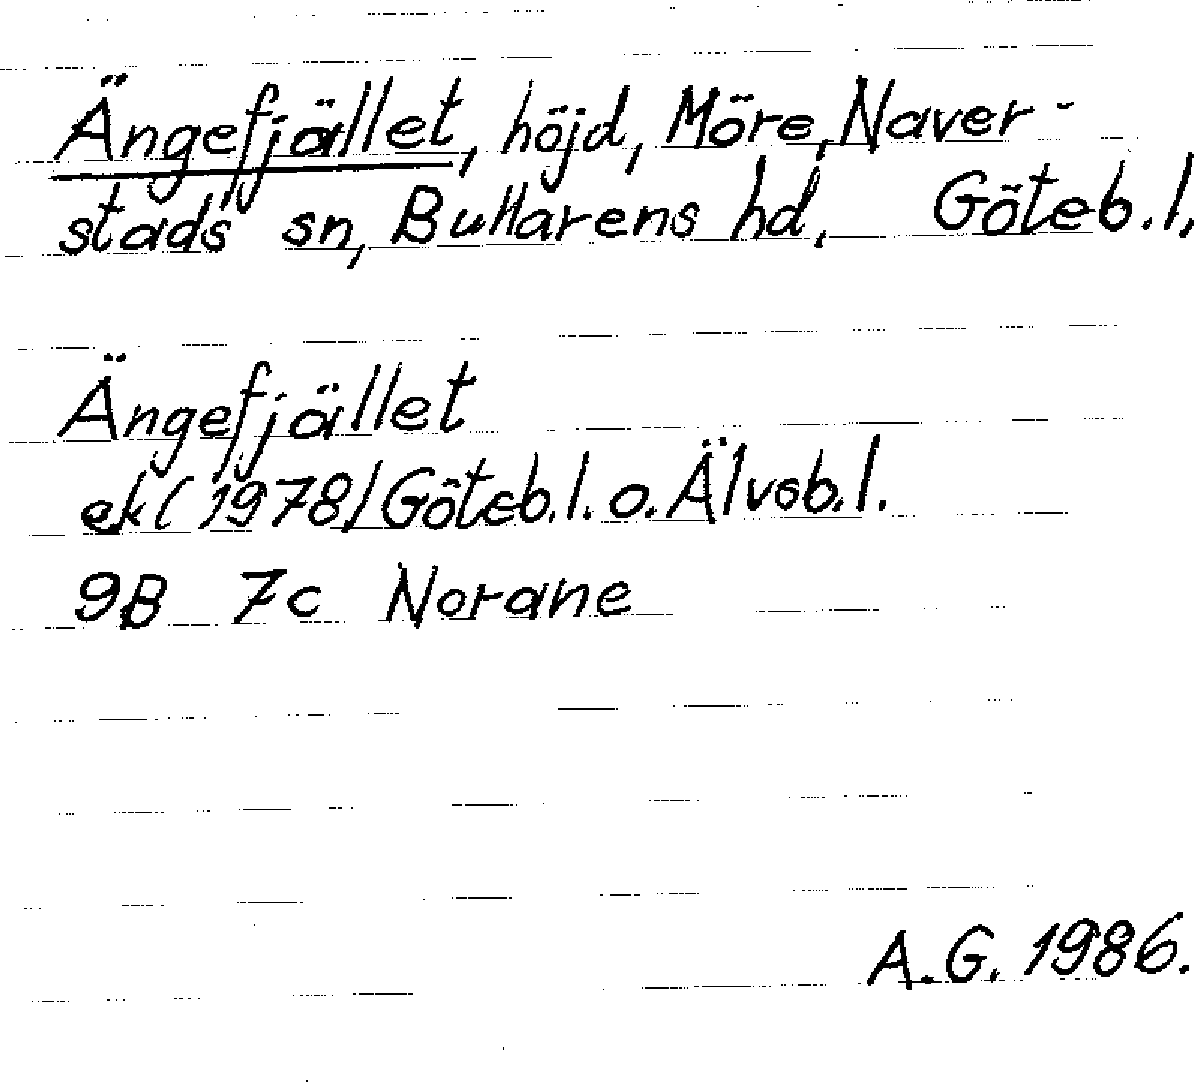 Ängefjället, höjd, Möre, Naver-
stads sn, Bullarens hd, Göteb.l,
Ängefjället
ek (1978) Göteb.l. o. Älvsb.l.
9B 7c Norane
A.G. 1986.